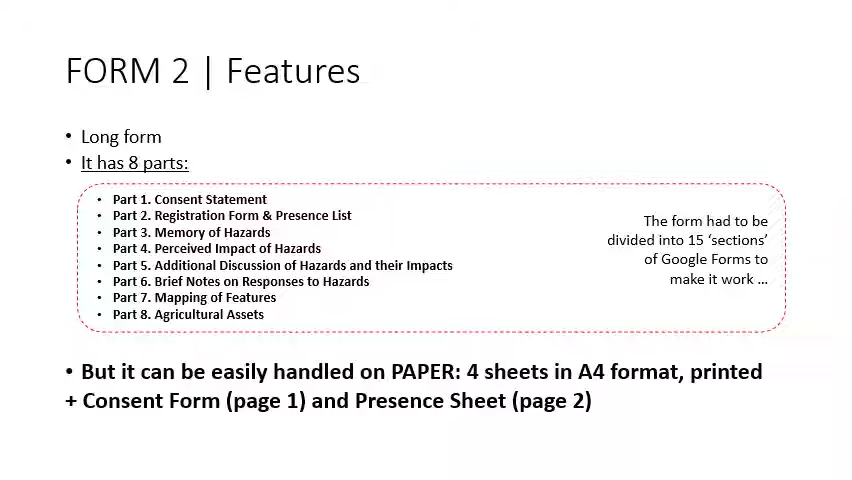 FORM 2 | Features
• Long form
• It has 8 parts:
• Part 1. Consent Statement
• Part 2. Registration Form & Presence List
• Part 3. Memory of Hazards
• Part 4. Perceived Impact of Hazards
• Part 5. Additional Discussion of Hazards and their Impacts
• Part 6. Brief Notes on Responses to Hazards
• Part 7. Mapping of Features
• Part 8. Agricultural Assets
The form had to be
divided into 15 ‘sections’
of Google Forms to
make it work ...
• But it can be easily handled on PAPER: 4 sheets in A4 format, printed
+ Consent Form (page 1) and Presence Sheet (page 2)